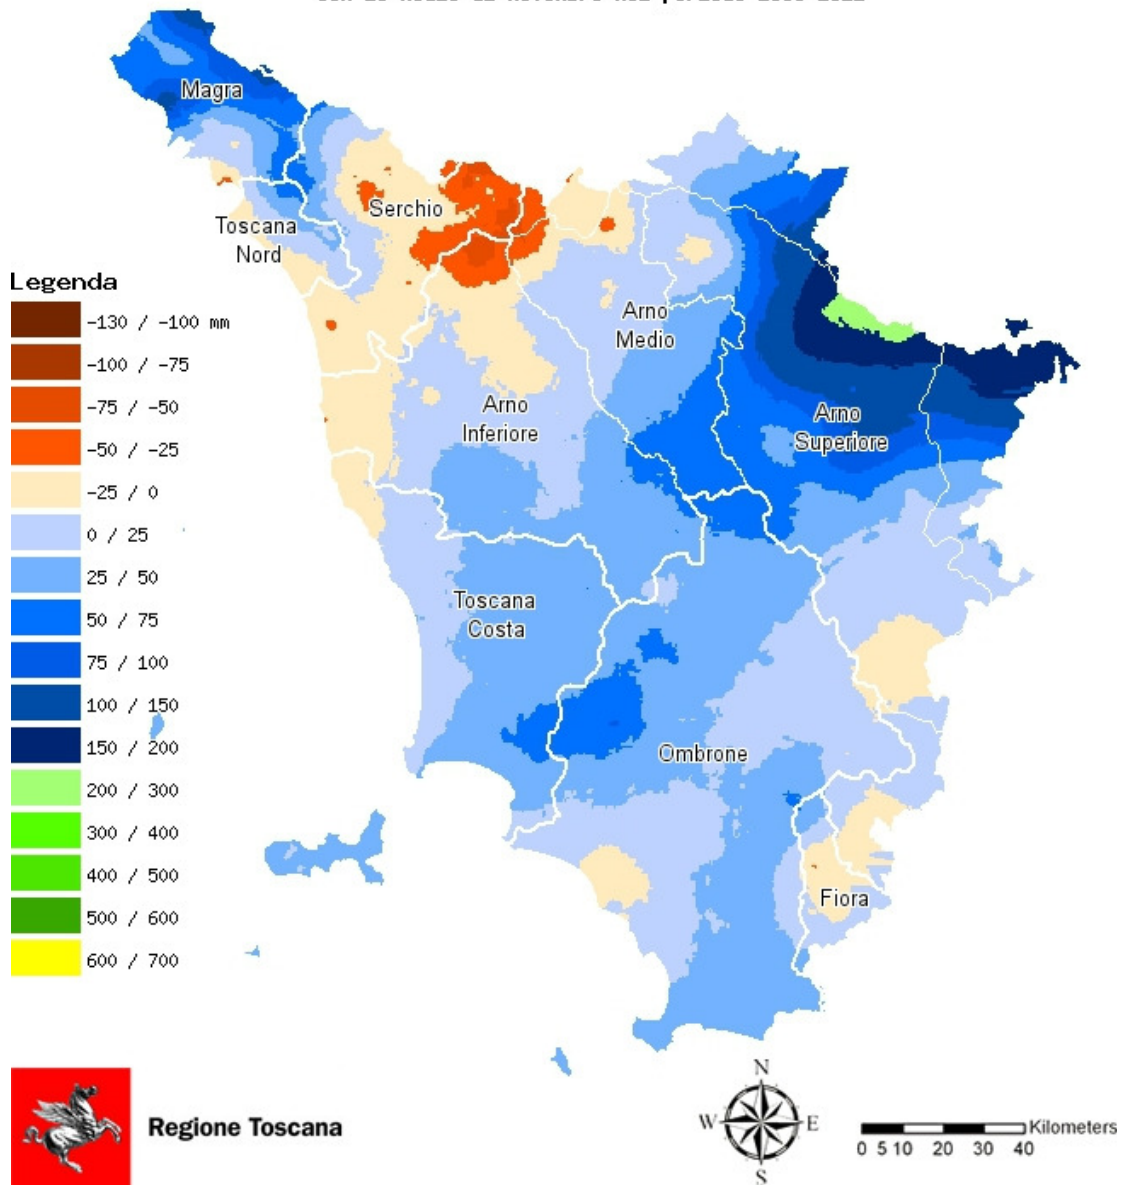 Magra
Serchio
Toscana
Nord
Legenda
-130 / -100 mm
-100 / -75
-75 / -50
-50 / -25
-25 / 0
0 / 25
25 / 50
50 / 75
75 / 100
100 / 150
150 / 200
200 / 300
300 / 400
400 / 500
500 / 600
600 / 700
Arno
Medio
Arno
Inferiore
Arno
Superiore
Toscana
Costa
Ombrone
Fiora
Regione Toscana
N
W E
S
Kilometers
0 5 10 20 30 40